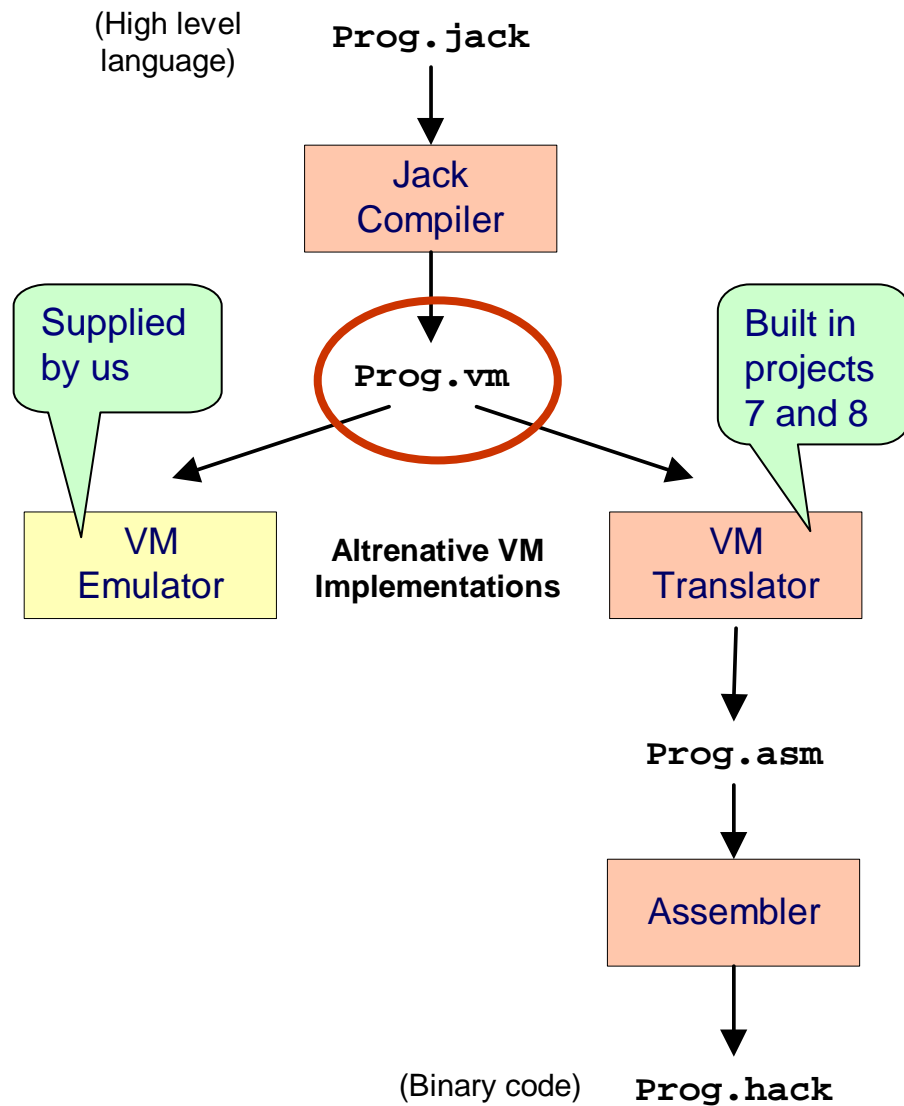 (High level
language)
Prog.jack
Jack
Compiler
Supplied
by us
Prog.vm
Built in
projects
7 and 8
VM
Emulator
Altrenative VM
Implementations
VM
Translator
Prog.asm
Assembler
(Binary code)
Prog.hack